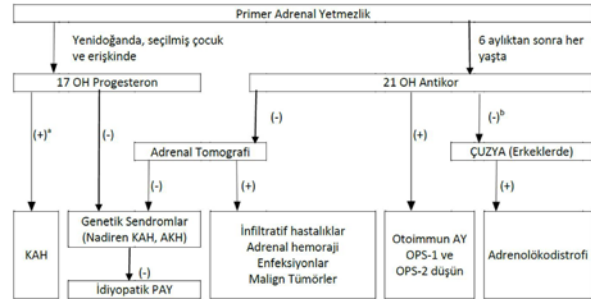 Primer Adrenal Yetmezlik
Yenidoğanda, seçilmiş çocuk
ve erişkinde
6 aylıktan sonra her
yaşta
17 OH Progesteron
21 OH Antikor
(+)ᵃ
(-)
(-)
(+)
(-)ᵇ
Adrenal Tomografi
ÇUZYA (Erkeklerde)
(-)
(+)
(+)
KAH
Genetik Sendromlar
(Nadiren KAH, AKH)
(-)
İdiyopatik PAY
İnfiltratif hastalıklar
Adrenal hemoraji
Enfeksiyonlar
Malign Tümörler
Otoimmun AY
OPS-1 ve
OPS-2 düşün
Adrenolökodistrofi